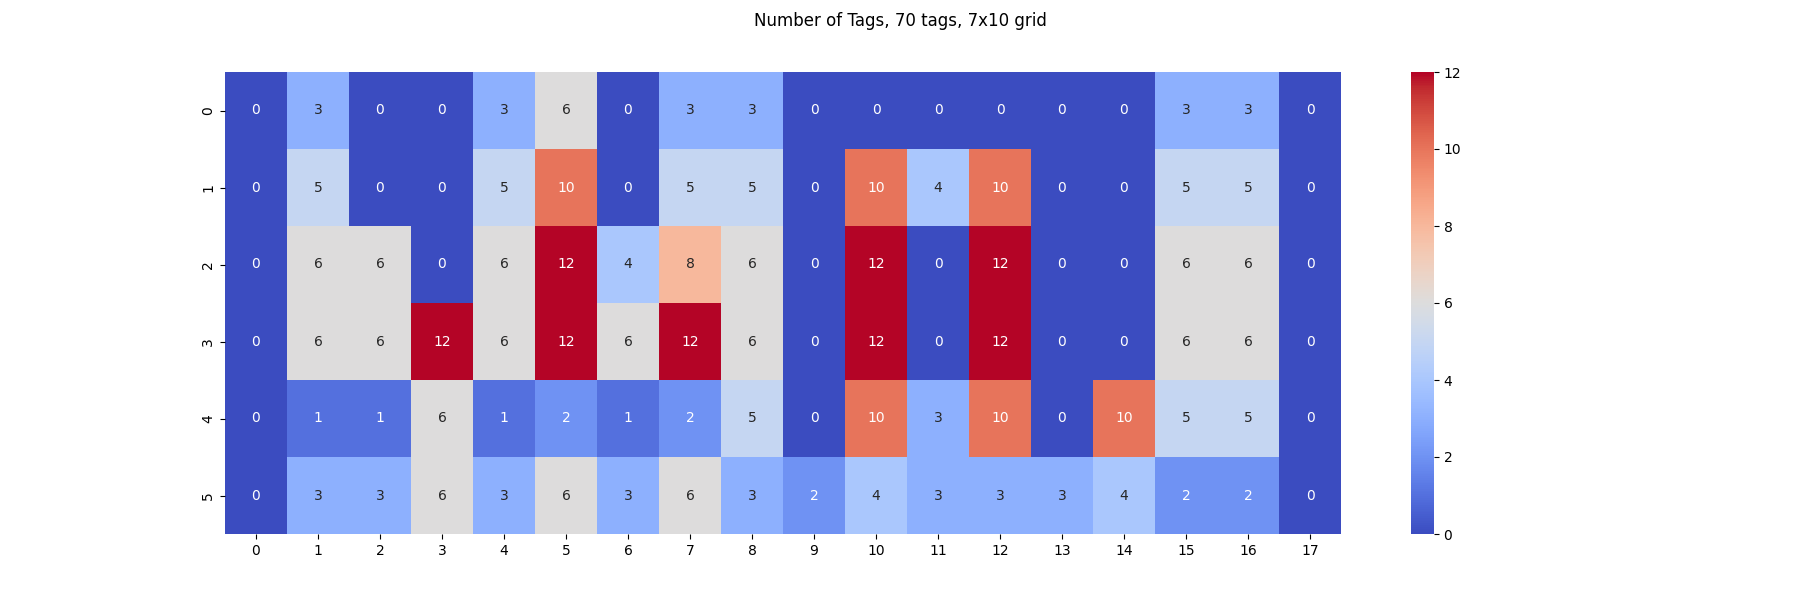 Number of Tags, 70 tags, 7x10 grid
0 0 3 0 0 3 6 0 3 3 0 0 0 0 0 0 3 3 0
1 0 5 0 0 5 10 0 5 5 0 10 4 10 0 0 5 5 0
2 0 6 6 0 6 12 4 8 6 0 12 0 12 0 0 6 6 0
3 0 6 6 12 6 12 6 12 6 0 12 0 12 0 0 6 6 0
4 0 1 1 6 1 2 1 2 5 0 10 3 10 0 10 5 5 0
5 0 3 3 6 3 6 3 6 3 2 4 3 3 3 4 2 2 0
0 1 2 3 4 5 6 7 8 9 10 11 12 13 14 15 16 17
12
10
8
6
4
2
0